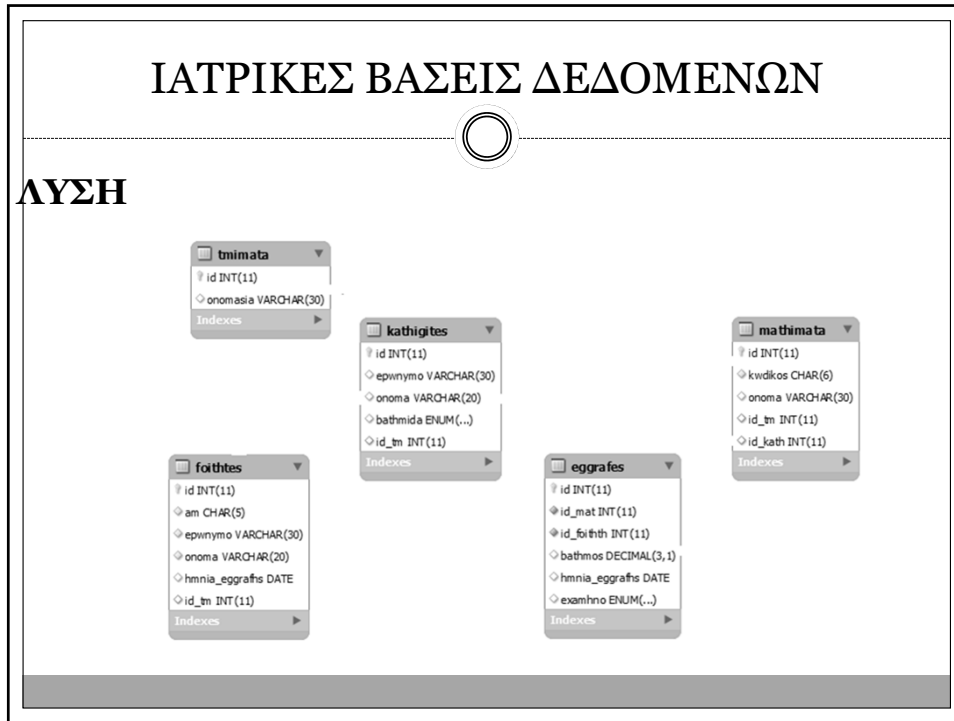 ΙΑΤΡΙΚΕΣ ΒΑΣΕΙΣ ΔΕΔΟΜΕΝΩΝ
ΛΥΣΗ
tmimata
id INT(11)
onomasia VARCHAR(30)
Indexes
kathigites
id INT(11)
epwnymo VARCHAR(30)
onoma VARCHAR(20)
bathmida ENUM(...)
id_tm INT(11)
Indexes
mathimata
id INT(11)
kwdikos CHAR(6)
onoma VARCHAR(30)
id_tm INT(11)
id_kath INT(11)
Indexes
foithtes
id INT(11)
am CHAR(5)
epwnymo VARCHAR(30)
onoma VARCHAR(20)
hmnia_eggrafhs DATE
id_tm INT(11)
Indexes
eggrafes
id INT(11)
id_mat INT(11)
id_foithth INT(11)
bathmos DECIMAL(3,1)
hmnia_eggrafhs DATE
examhno ENUM(...)
Indexes